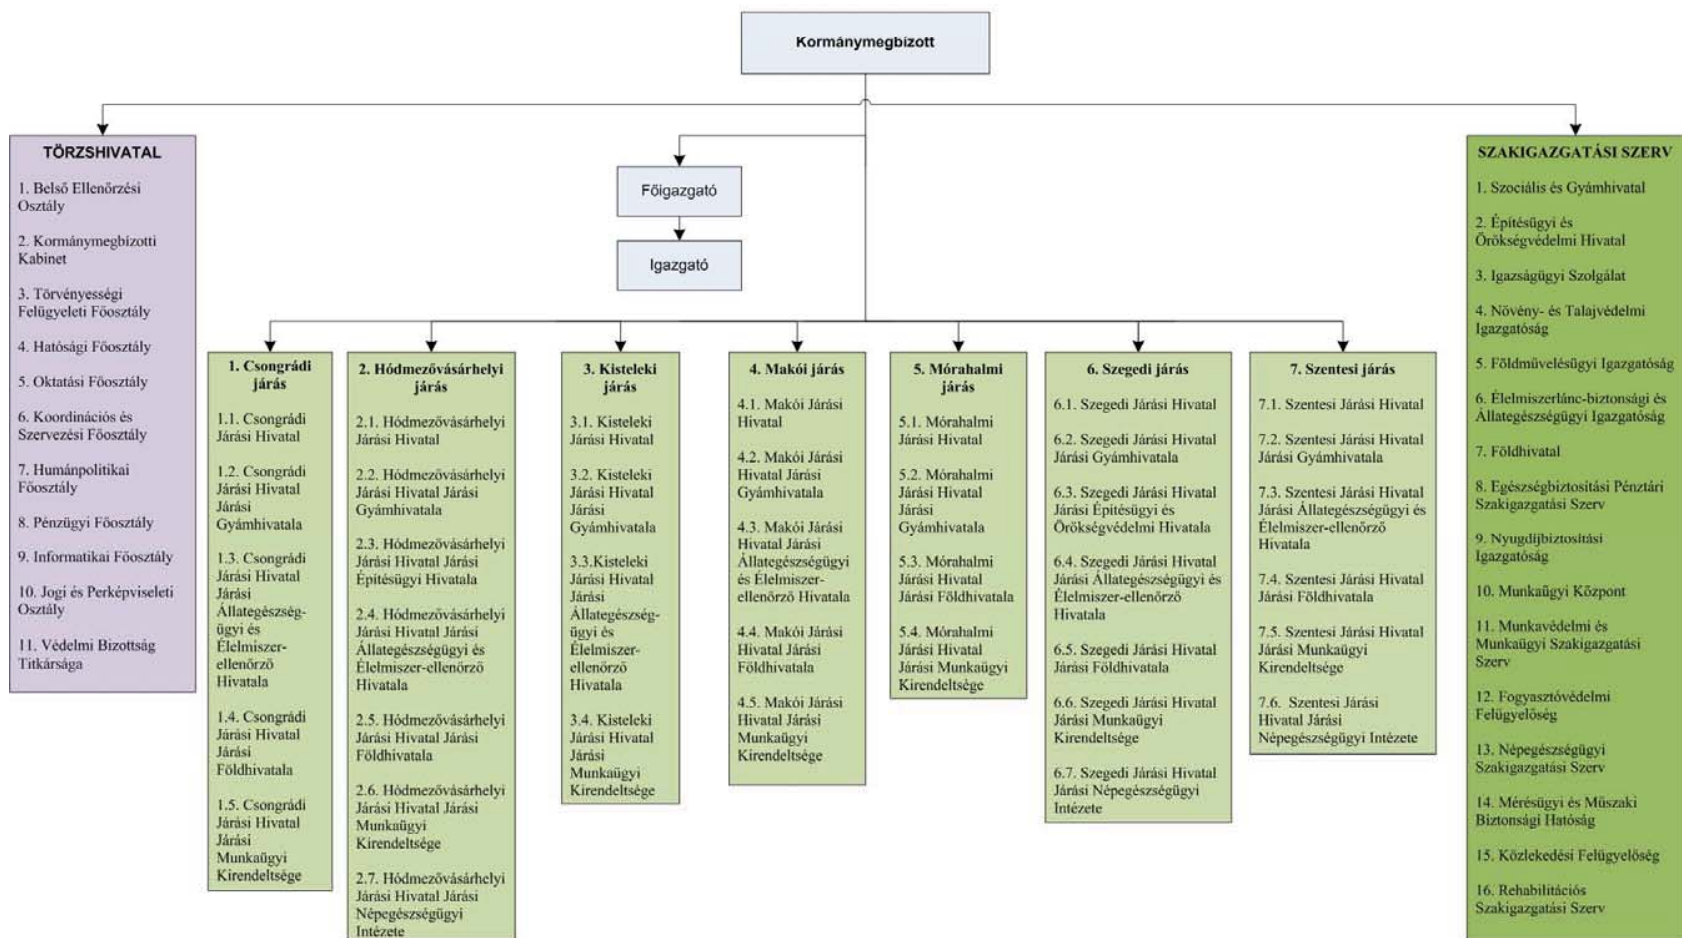 Kormánymegbízott
TÖRZSHIVATAL
1. Belső Ellenőrzési
Osztály
2. Kormánymegbízotti
Kabinet
3. Törvényességi
Felügyeleti Főosztály
4. Hatósági Főosztály
5. Oktatási Főosztály
6. Koordinációs és
Szervezési Főosztály
7. Humánpolitikai
Főosztály
8. Pénzügyi Főosztály
9. Informatikai Főosztály
10. Jogi és Perképviseleti
Osztály
11. Védelmi Bizottság
Titkársága
Főigazgató
Igazgató
1. Csongrádi
járás
1.1. Csongrádi
Járási Hivatal
1.2. Csongrádi
Járási Hivatal
Járási
Gyámhivatala
1.3. Csongrádi
Járási Hivatal
Járási
Állategészség-
ügyi és
Élelmiszer-
ellenőrző
Hivatala
1.4. Csongrádi
Járási Hivatal
Járási
Földhivatala
1.5. Csongrádi
Járási Hivatal
Járási
Munkaügyi
Kirendeltsége
2. Hódmezővásárhelyi
járás
2.1. Hódmezővásárhelyi
Járási Hivatal
2.2. Hódmezővásárhelyi
Járási Hivatal Járási
Gyámhivatala
2.3. Hódmezővásárhelyi
Járási Hivatal Járási
Építésügyi Hivatala
2.4. Hódmezővásárhelyi
Járási Hivatal Járási
Állategészségügyi és
Élelmiszer-ellenőrző
Hivatala
2.5. Hódmezővásárhelyi
Járási Hivatal Járási
Földhivatala
2.6. Hódmezővásárhelyi
Járási Hivatal Járási
Munkaügyi
Kirendeltsége
2.7. Hódmezővásárhelyi
Járási Hivatal Járási
Népegészségügyi
Intézete
3. Kisteleki
járás
3.1. Kisteleki
Járási Hivatal
3.2. Kisteleki
Járási Hivatal
Járási
Gyámhivatala
3.3.Kisteleki
Járási Hivatal
Járási
Állategészség-
ügyi és
Élelmiszer-
ellenőrző
Hivatala
3.4. Kisteleki
Járási Hivatal
Járási
Munkaügyi
Kirendeltsége
4. Makói járás
4.1. Makói Járási
Hivatal
4.2. Makói Járási
Hivatal Járási
Gyámhivatala
4.3. Makói Járási
Hivatal Járási
Állategészségügyi
és Élelmiszer-
ellenőrző Hivatala
4.4. Makói Járási
Hivatal Járási
Földhivatala
4.5. Makói Járási
Hivatal Járási
Munkaügyi
Kirendeltsége
5. Mórahalmi
járás
5.1. Mórahalmi
Járási Hivatal
5.2. Mórahalmi
Járási Hivatal
Járási
Gyámhivatala
5.3. Mórahalmi
Járási Hivatal
Járási Földhivatala
5.4. Mórahalmi
Járási Hivatal
Járási Munkaügyi
Kirendeltsége
6. Szegedi járás
6.1. Szegedi Járási Hivatal
6.2. Szegedi Járási Hivatal
Járási Gyámhivatala
6.3. Szegedi Járási Hivatal
Járási Építésügyi és
Örökségvédelmi Hivatala
6.4. Szegedi Járási Hivatal
Járási Állategészségügyi és
Élelmiszer-ellenőrző
Hivatala
6.5. Szegedi Járási Hivatal
Járási Földhivatala
6.6. Szegedi Járási Hivatal
Járási Munkaügyi
Kirendeltsége
6.7. Szegedi Járási Hivatal
Járási Népegészségügyi
Intézete
7. Szentesi járás
7.1. Szentesi Járási Hivatal
7.2. Szentesi Járási Hivatal
Járási Gyámhivatala
7.3. Szentesi Járási Hivatal
Járási Állategészségügyi és
Élelmiszer-ellenőrző
Hivatala
7.4. Szentesi Járási Hivatal
Járási Földhivatala
7.5. Szentesi Járási Hivatal
Járási Munkaügyi
Kirendeltsége
7.6. Szentesi Járási
Hivatal Járási
Népegészségügyi Intézete
SZAKIGAZGATÁSI SZERV
1. Szociális és Gyámhivatal
2. Építésügyi és
Örökségvédelmi Hivatal
3. Igazságügyi Szolgálat
4. Növény- és Talajvédelmi
Igazgatóság
5. Földművelésügyi Igazgatóság
6. Élelmiszerlánc-biztonsági és
Állategészségügyi Igazgatóság
7. Földhivatal
8. Egészségbiztosítási Pénztári
Szakigazgatási Szerv
9. Nyugdíjbiztosítási
Igazgatóság
10. Munkaügyi Központ
11. Munkavédelmi és
Munkaügyi Szakigazgatási
Szerv
12. Fogyasztóvédelmi
Felügyelőség
13. Népegészségügyi
Szakigazgatási Szerv
14. Mérésügyi és Műszaki
Biztonsági Hatóság
15. Közlekedési Felügyelőség
16. Rehabilitációs
Szakigazgatási Szerv